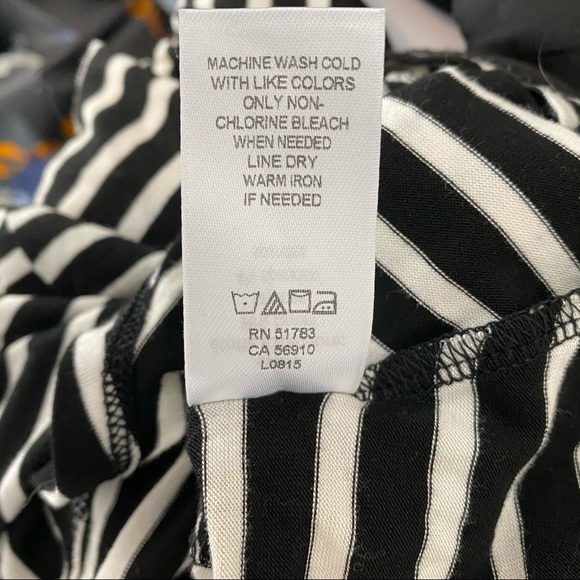 MACHINE WASH COLD
WITH LIKE COLORS
ONLY NON-
CHLORINE BLEACH
WHEN NEEDED
LINE DRY
WARM IRON
IF NEEDED
RN 51783
CA 56910
L0815